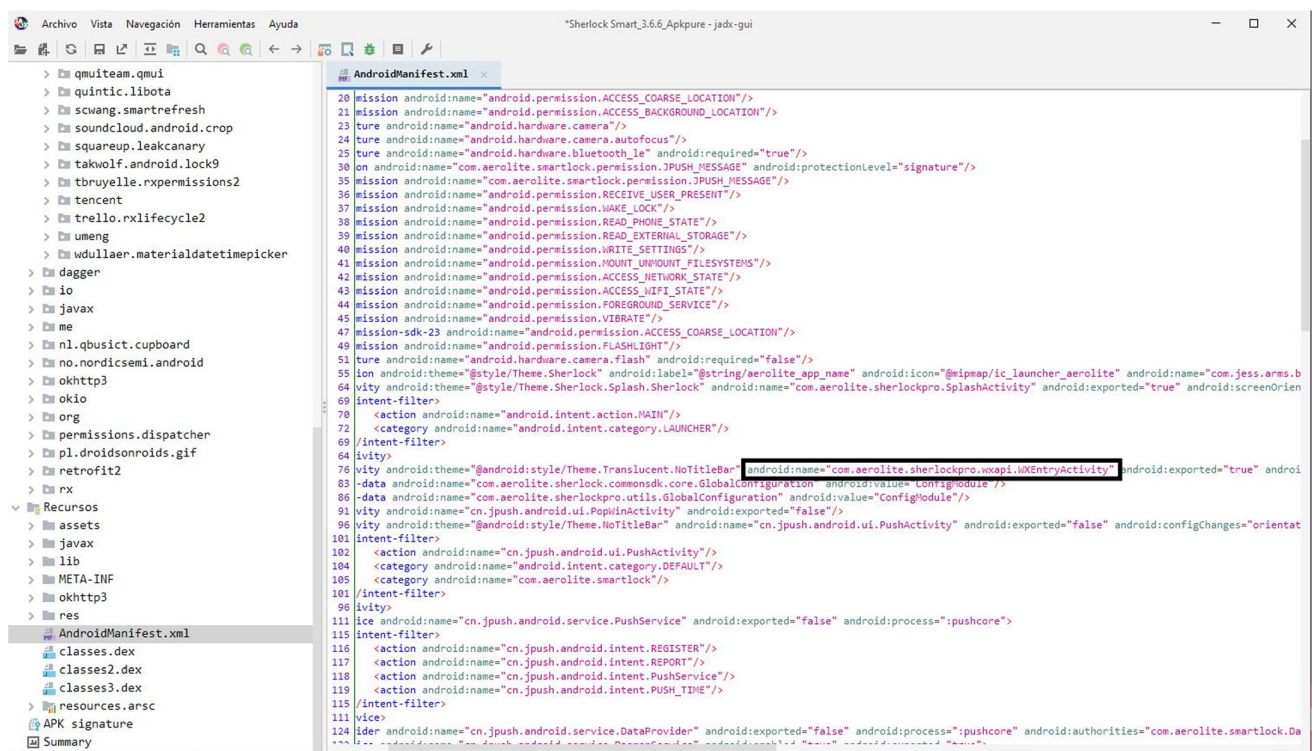 Archivo Vista Navegación Herramientas Ayuda
*Sherlock Smart_3.6.6_Apkpure - jadx-gui
qmuiteam.qmui
quintic.libota
scwang.smartrefresh
soundcloud.android.crop
squareup.leakcanary
takwolf.android.lock9
tbruyelle.rxpermissions2
tencent
trello.rxlifecycle2
umeng
wdullaer.materialdatetimepicker
dagger
io
javax
me
nl.qbusict.cupboard
no.nordicsemi.android
okhttp3
okio
org
permissions.dispatcher
pl.droidsonroids.gif
retrofit2
rx
Recursos
assets
javax
lib
META-INF
okhttp3
res
AndroidManifest.xml
classes.dex
classes2.dex
classes3.dex
resources.arsc
APK signature
Summary
AndroidManifest.xml
20 mission android:name="android.permission.ACCESS_COARSE_LOCATION"/>
21 mission android:name="android.permission.ACCESS_BACKGROUND_LOCATION"/>
23 ture android:name="android.hardware.camera"/>
24 ture android:name="android.hardware.camera.autofocus"/>
25 ture android:name="android.hardware.bluetooth_le" android:required="true"/>
30 on android:name="com.aerolite.smartlock.permission.JPUSH_MESSAGE" android:protectionLevel="signature"/>
35 mission android:name="com.aerolite.smartlock.permission.JPUSH_MESSAGE"/>
36 mission android:name="android.permission.RECEIVE_USER_PRESENT"/>
37 mission android:name="android.permission.WAKE_LOCK"/>
38 mission android:name="android.permission.READ_PHONE_STATE"/>
39 mission android:name="android.permission.READ_EXTERNAL_STORAGE"/>
40 mission android:name="android.permission.WRITE_SETTINGS"/>
41 mission android:name="android.permission.MOUNT_UNMOUNT_FILESYSTEMS"/>
42 mission android:name="android.permission.ACCESS_NETWORK_STATE"/>
43 mission android:name="android.permission.ACCESS_WIFI_STATE"/>
44 mission android:name="android.permission.FOREGROUND_SERVICE"/>
45 mission android:name="android.permission.VIBRATE"/>
47 mission-sdk-23 android:name="android.permission.ACCESS_COARSE_LOCATION"/>
49 mission android:name="android.permission.FLASHLIGHT"/>
51 ture android:name="android.hardware.camera.flash" android:required="false"/>
55 ion android:theme="@style/Theme.Sherlock" android:label="@string/aerolite_app_name" android:icon="@mipmap/ic_launcher_aerolite" android:name="com.jess.arms.b
64 vity android:theme="@style/Theme.Sherlock.Splash.Sherlock" android:name="com.aerolite.sherlockpro.SplashActivity" android:exported="true" android:screenOrien
69 intent-filter>
70 <action android:name="android.intent.action.MAIN"/>
72 <category android:name="android.intent.category.LAUNCHER"/>
69 /intent-filter>
64 ivity>
76 vity android:theme="@android:style/Theme.Translucent.NoTitleBar" android:name="com.aerolite.sherlockpro.wxapi.WXEntryActivity" android:exported="true" androi
83 -data android:name="com.aerolite.sherlock.commonsdk.core.GlobalConfiguration" android:value="ConfigModule"/>
86 -data android:name="com.aerolite.sherlockpro.utils.GlobalConfiguration" android:value="ConfigModule"/>
91 vity android:name="cn.jpush.android.ui.PopWinActivity" android:exported="false"/>
96 vity android:theme="@android:style/Theme.NoTitleBar" android:name="cn.jpush.android.ui.PushActivity" android:exported="false" android:configChanges="orientat
101 intent-filter>
102 <action android:name="cn.jpush.android.ui.PushActivity"/>
104 <category android:name="android.intent.category.DEFAULT"/>
105 <category android:name="com.aerolite.smartlock"/>
101 /intent-filter>
96 ivity>
111 ice android:name="cn.jpush.android.service.PushService" android:exported="false" android:process=":pushcore">
115 intent-filter>
116 <action android:name="cn.jpush.android.intent.REGISTER"/>
117 <action android:name="cn.jpush.android.intent.REPORT"/>
118 <action android:name="cn.jpush.android.intent.PushService"/>
119 <action android:name="cn.jpush.android.intent.PUSH_TIME"/>
115 /intent-filter>
111 vice>
124 ider android:name="cn.jpush.android.service.DataProvider" android:exported="false" android:process=":pushcore" android:authorities="com.aerolite.smartlock.Da